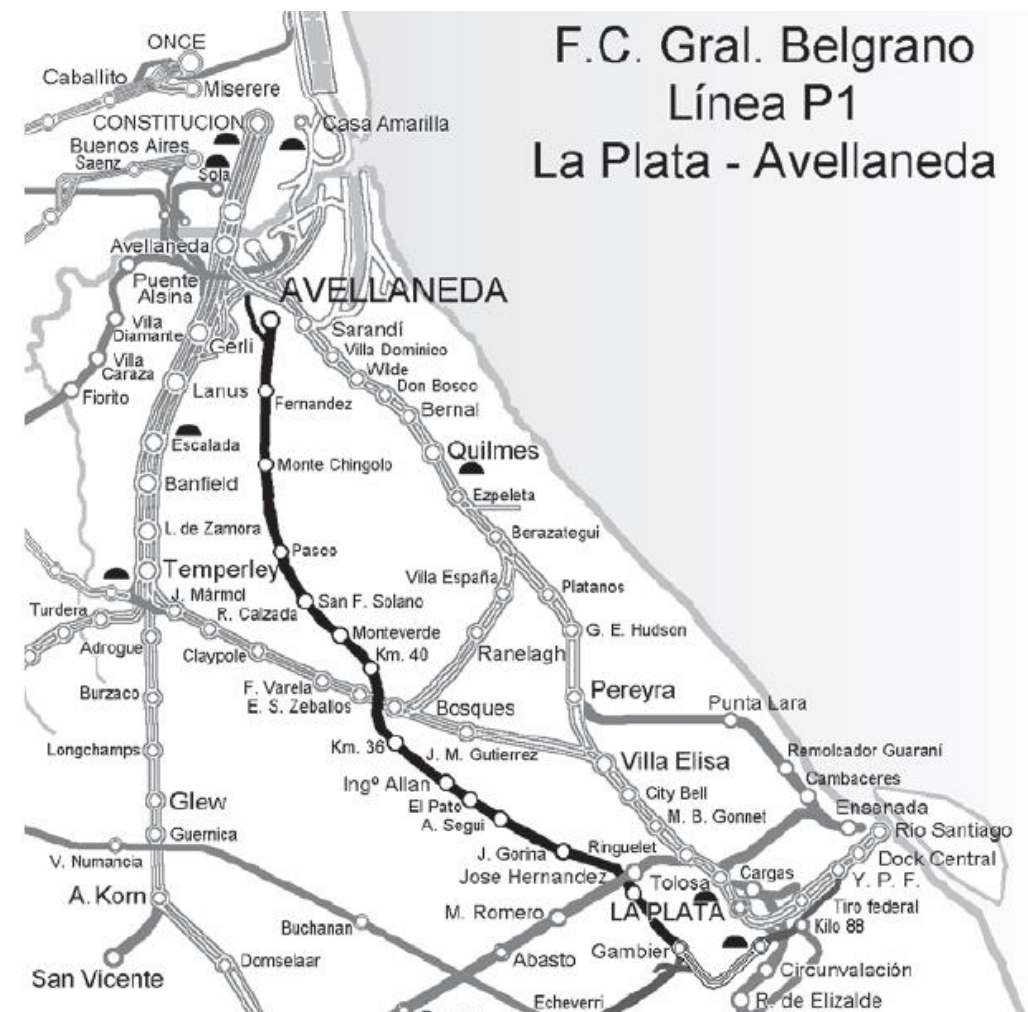 F.C. Gral. Belgrano
Línea P1
La Plata - Avellaneda
ONCE
Caballito
Miserere
CONSTITUCION
Casa Amarilla
Buenos Aires
Saenz
Sola
Avellaneda
Puente
Alsina
AVELLANEDA
Villa
Diamante
Gerli
Sarandí
Villa Dominico
Wilde
Villa
Caraza
Don Bosco
Fiorito
Lanus
Fernandez
Bernal
Escalada
Quilmes
Monte Chingolo
Banfield
Ezpeleta
L. de Zamora
Berazategui
Pasco
Temperley
Villa España
Platanos
J. Mármol
San F. Solano
Turdera
R. Calzada
Monteverde
G. E. Hudson
Adrogue
Claypole
Km. 40
Ranelagh
Burzaco
F. Varela
E. S. Zeballos
Bosques
Pereyra
Punta Lara
Longchamps
Km. 36
J. M. Gutierrez
Villa Elisa
Remolcador Guaraní
Ingº Allan
Cambaceres
Glew
El Pato
City Bell
Ensenada
Guernica
A. Segui
M. B. Gonnet
Rio Santiago
V. Numancia
J. Gorina
Ringuelet
Dock Central
Jose Hernandez
Tolosa
Cargas
Y. P. F.
A. Korn
M. Romero
LA PLATA
Tiro federal
Buchanan
Kilo 88
Gambier
Domselaar
Abasto
San Vicente
Circunvalación
Echeverri
R. de Elizalde